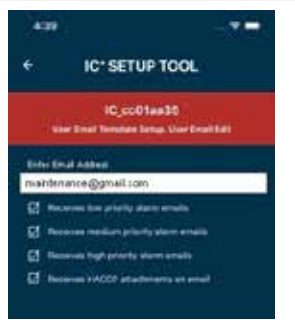 4:39
IC+ SETUP TOOL
IC_cc01aa35
User Email Template Setup, User Email Edit
Enter Email Address
maintenance@gmail.com
Receives low priority alarm emails
Receives medium priority alarm emails
Receives high priority alarm emails
Receives HACCP attachments on email